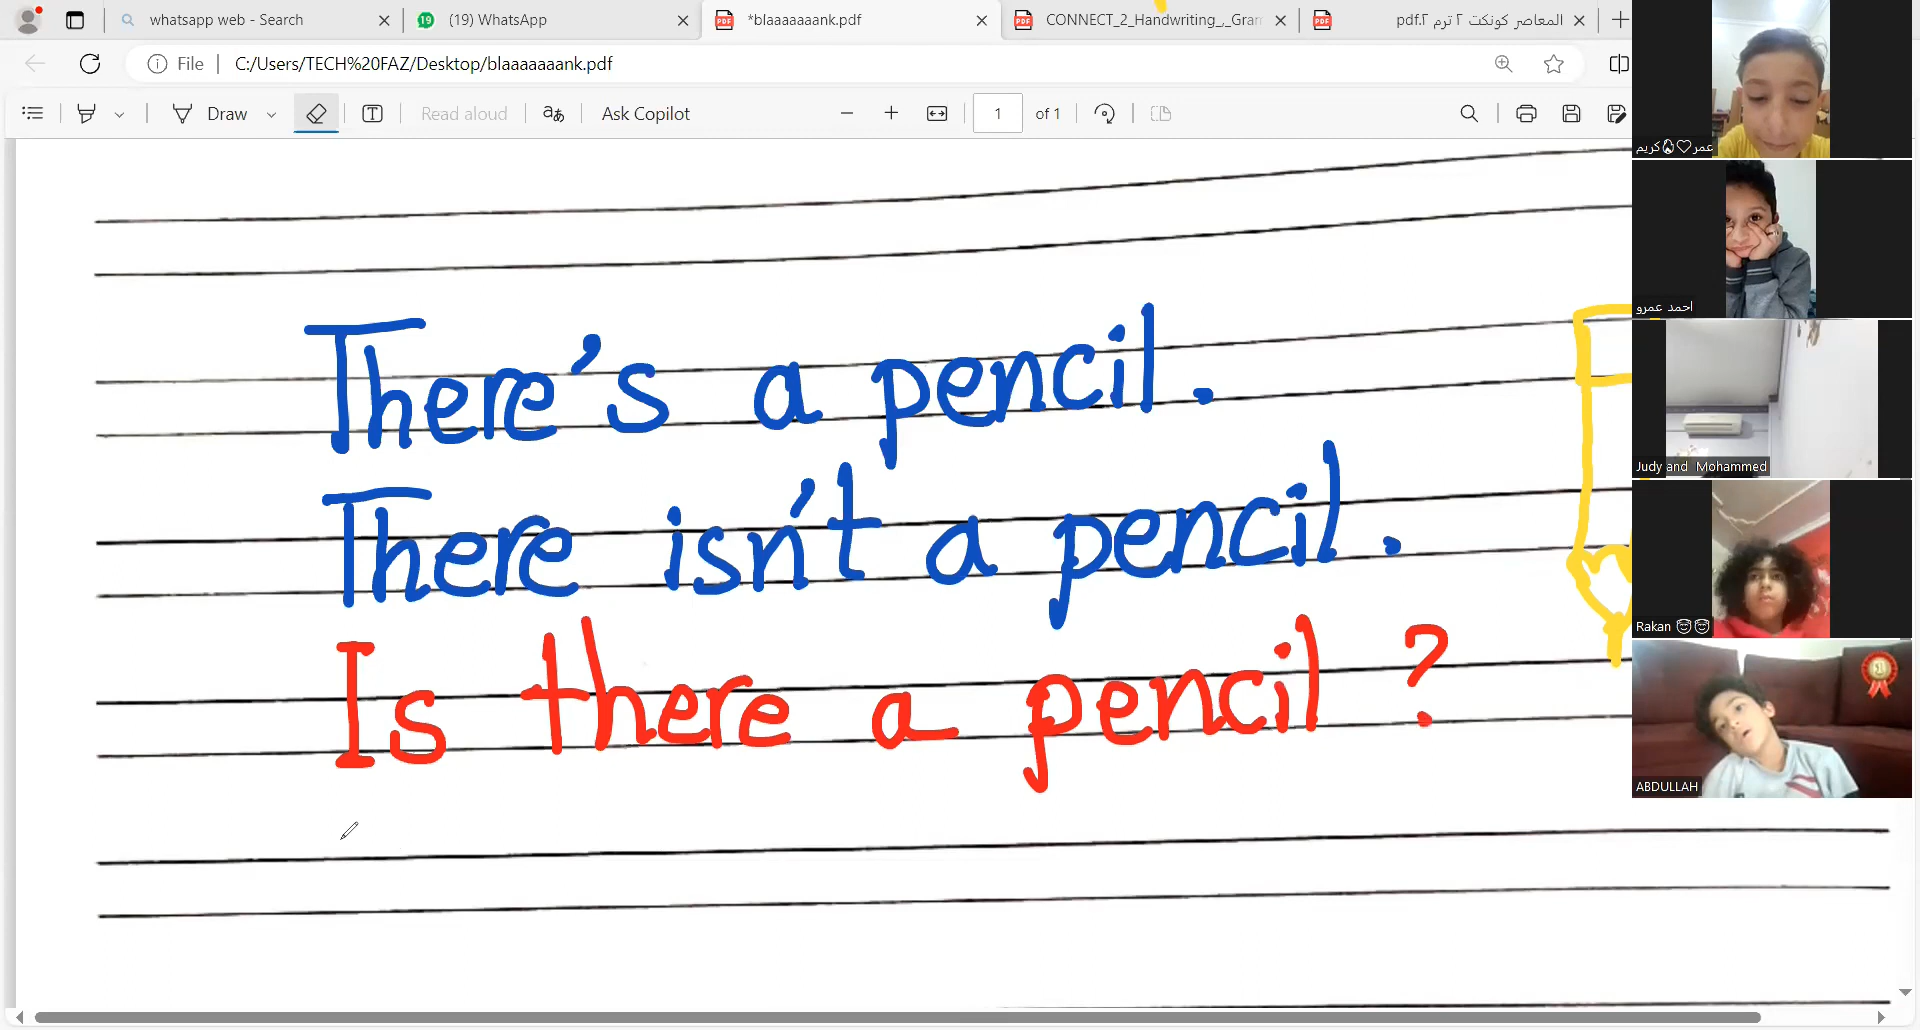 whatsapp web - Search
(19) WhatsApp
*blaaaaaaank.pdf
CONNECT_2_Handwriting_,_Gran
المعاصر كونكت ٢ ترم ٢.pdf
File
C:/Users/TECH%20FAZ/Desktop/blaaaaaaank.pdf
Draw
Read aloud
Ask Copilot
1 of 1
There's a pencil.
There isn't a pencil.
Is there a pencil ?
عمر♡كريم
احمد عمرو
Judy and Mohammed
Rakan 😇😇
ABDULLAH